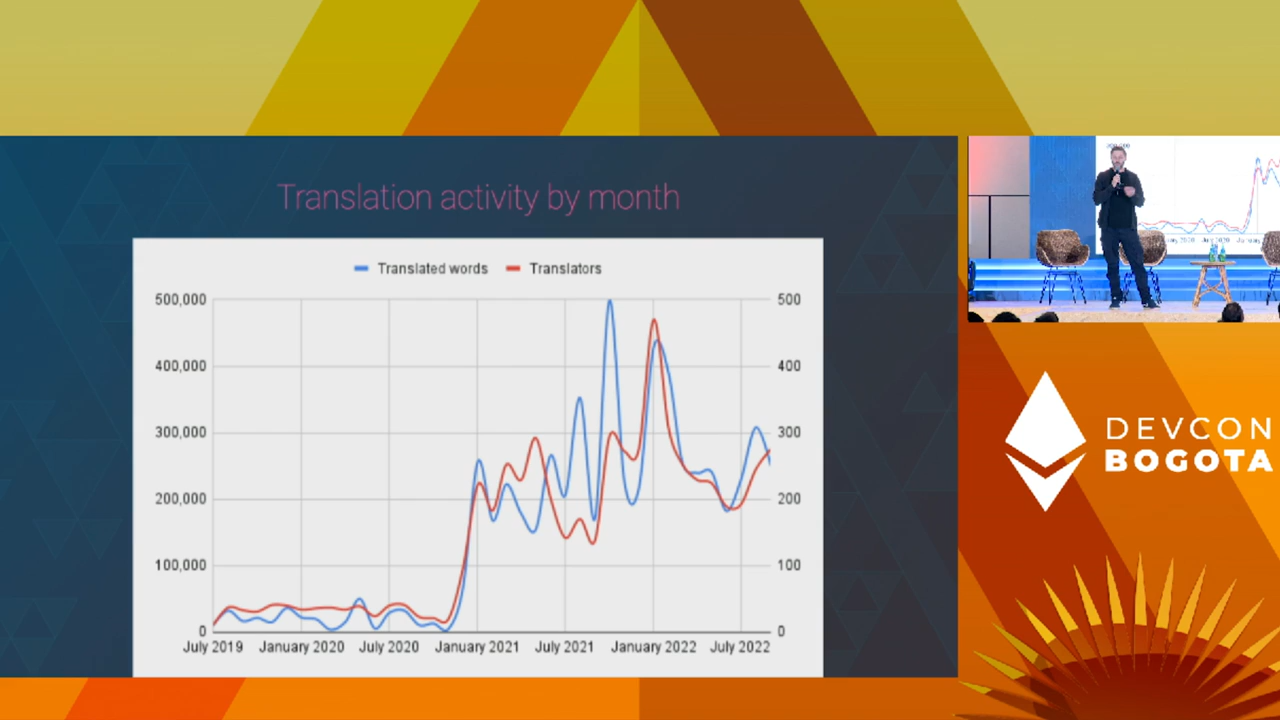 Translation activity by month
Translated words Translators
500,000 500
400,000 400
300,000 300
200,000 200
100,000 100
0 0
July 2019 January 2020 July 2020 January 2021 July 2021 January 2022 July 2022
DEVCON
BOGOTA